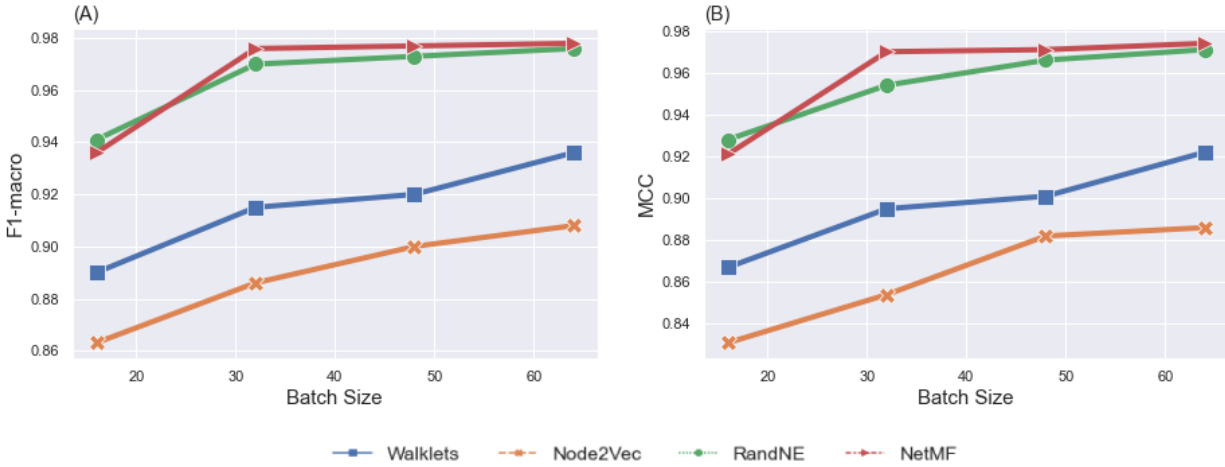 (A)
0.98
0.96
0.94
0.92
0.90
0.88
0.86
F1-macro
20 30 40 50 60
Batch Size
(B)
0.98
0.96
0.94
0.92
0.90
0.88
0.86
0.84
MCC
20 30 40 50 60
Batch Size
Walklets Node2Vec RandNE NetMF